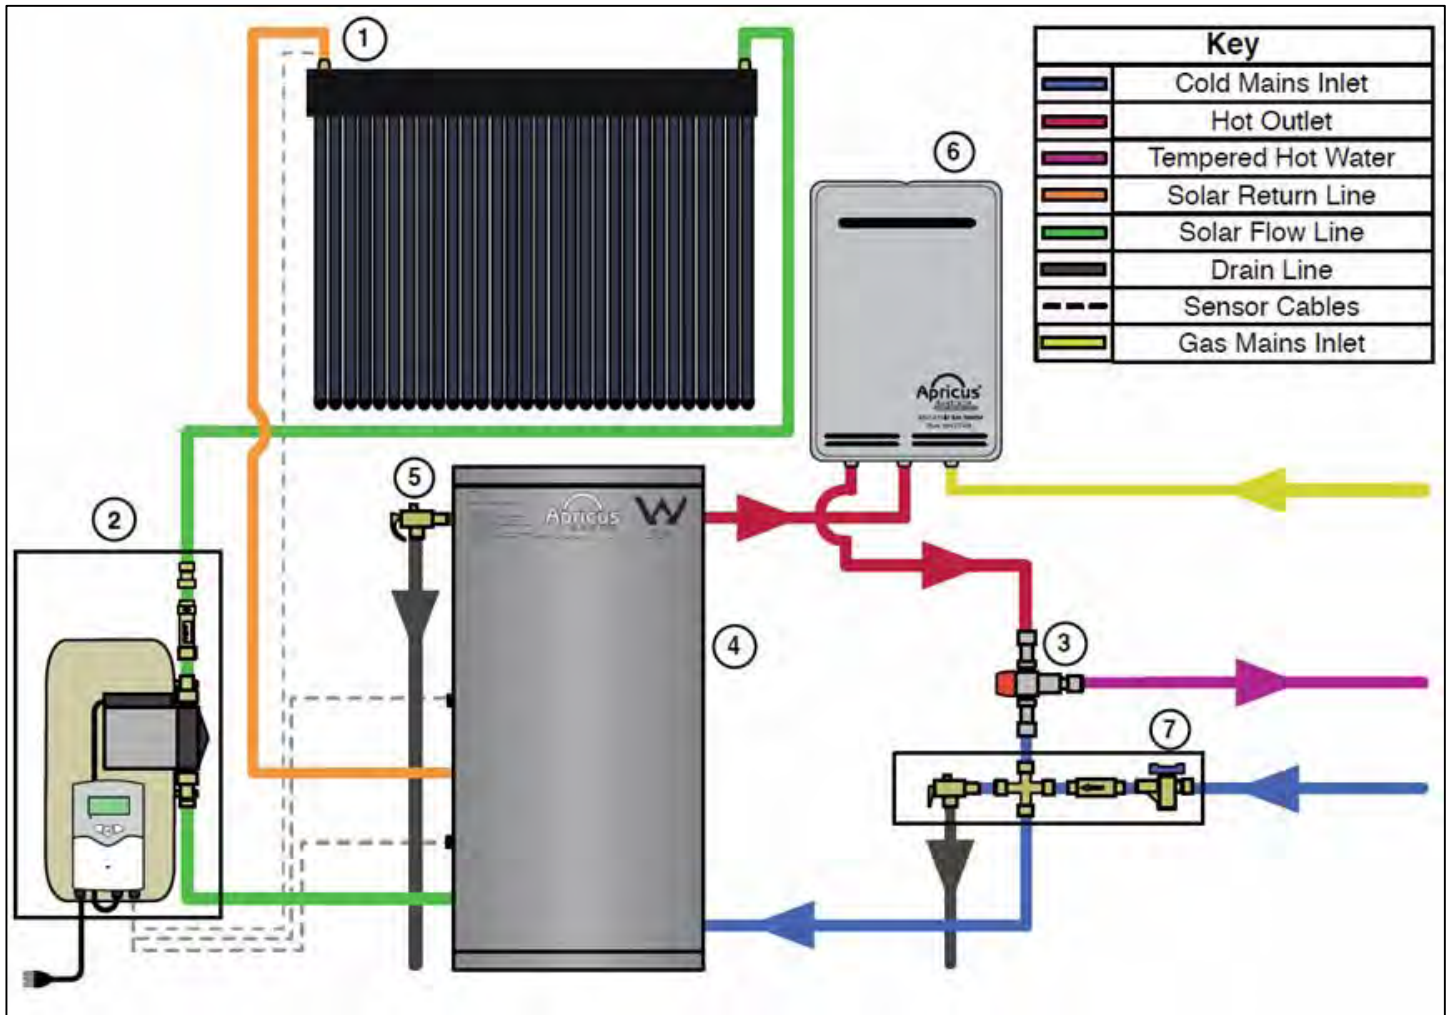 1
Key
Cold Mains Inlet
Hot Outlet
Tempered Hot Water
Solar Return Line
Solar Flow Line
Drain Line
Sensor Cables
Gas Mains Inlet
6
Apricus
5
2
Apricus
4
3
7